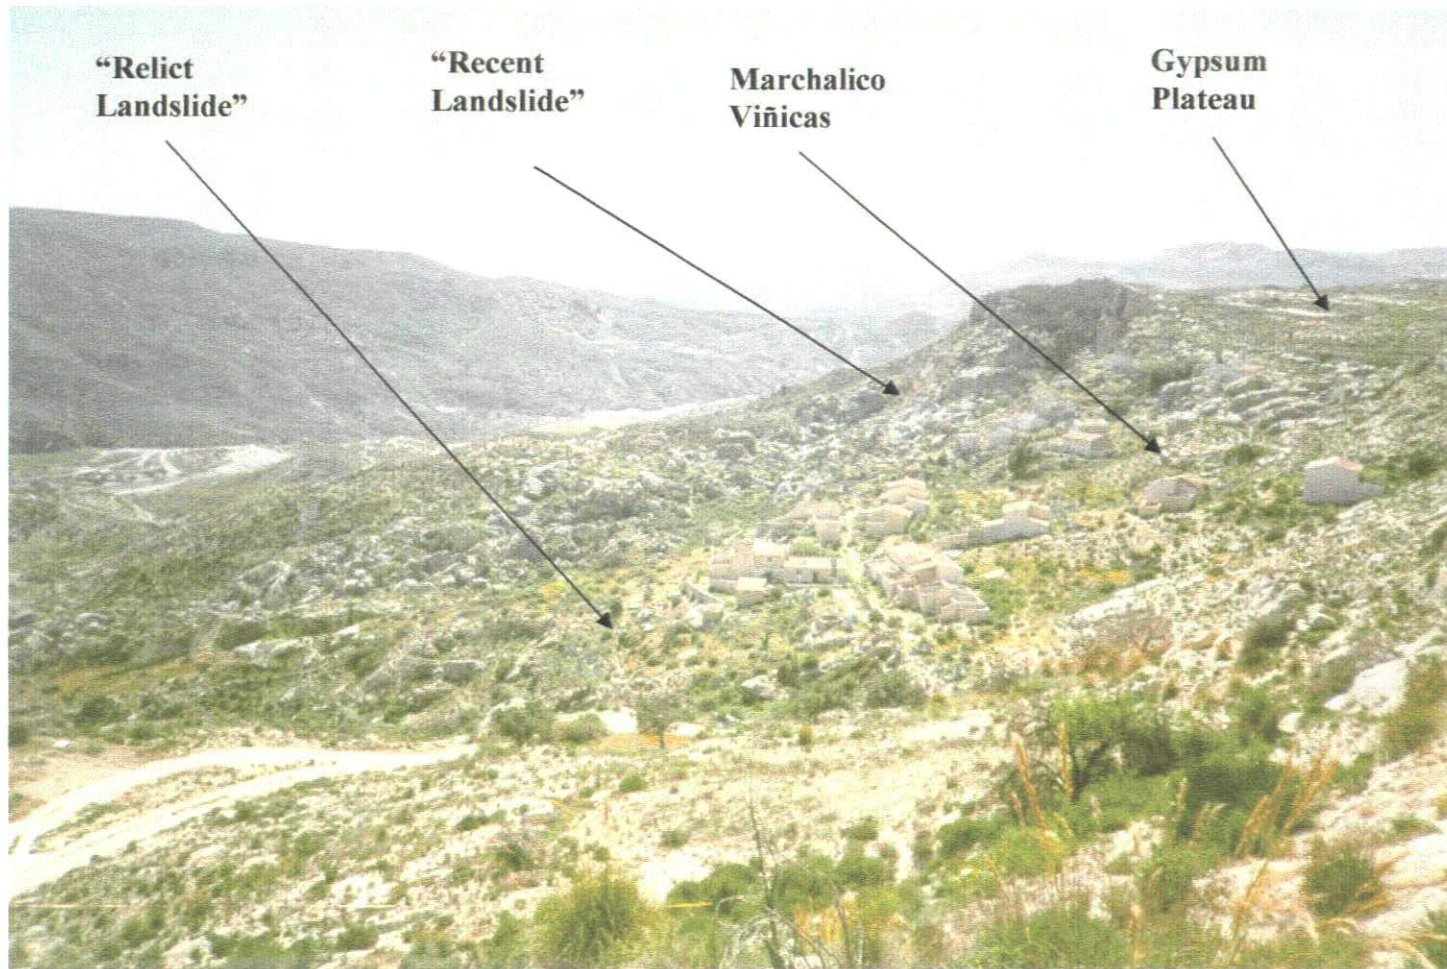 “Relict
Landslide”
“Recent
Landslide”
Marchalico
Viñicas
Gypsum
Plateau